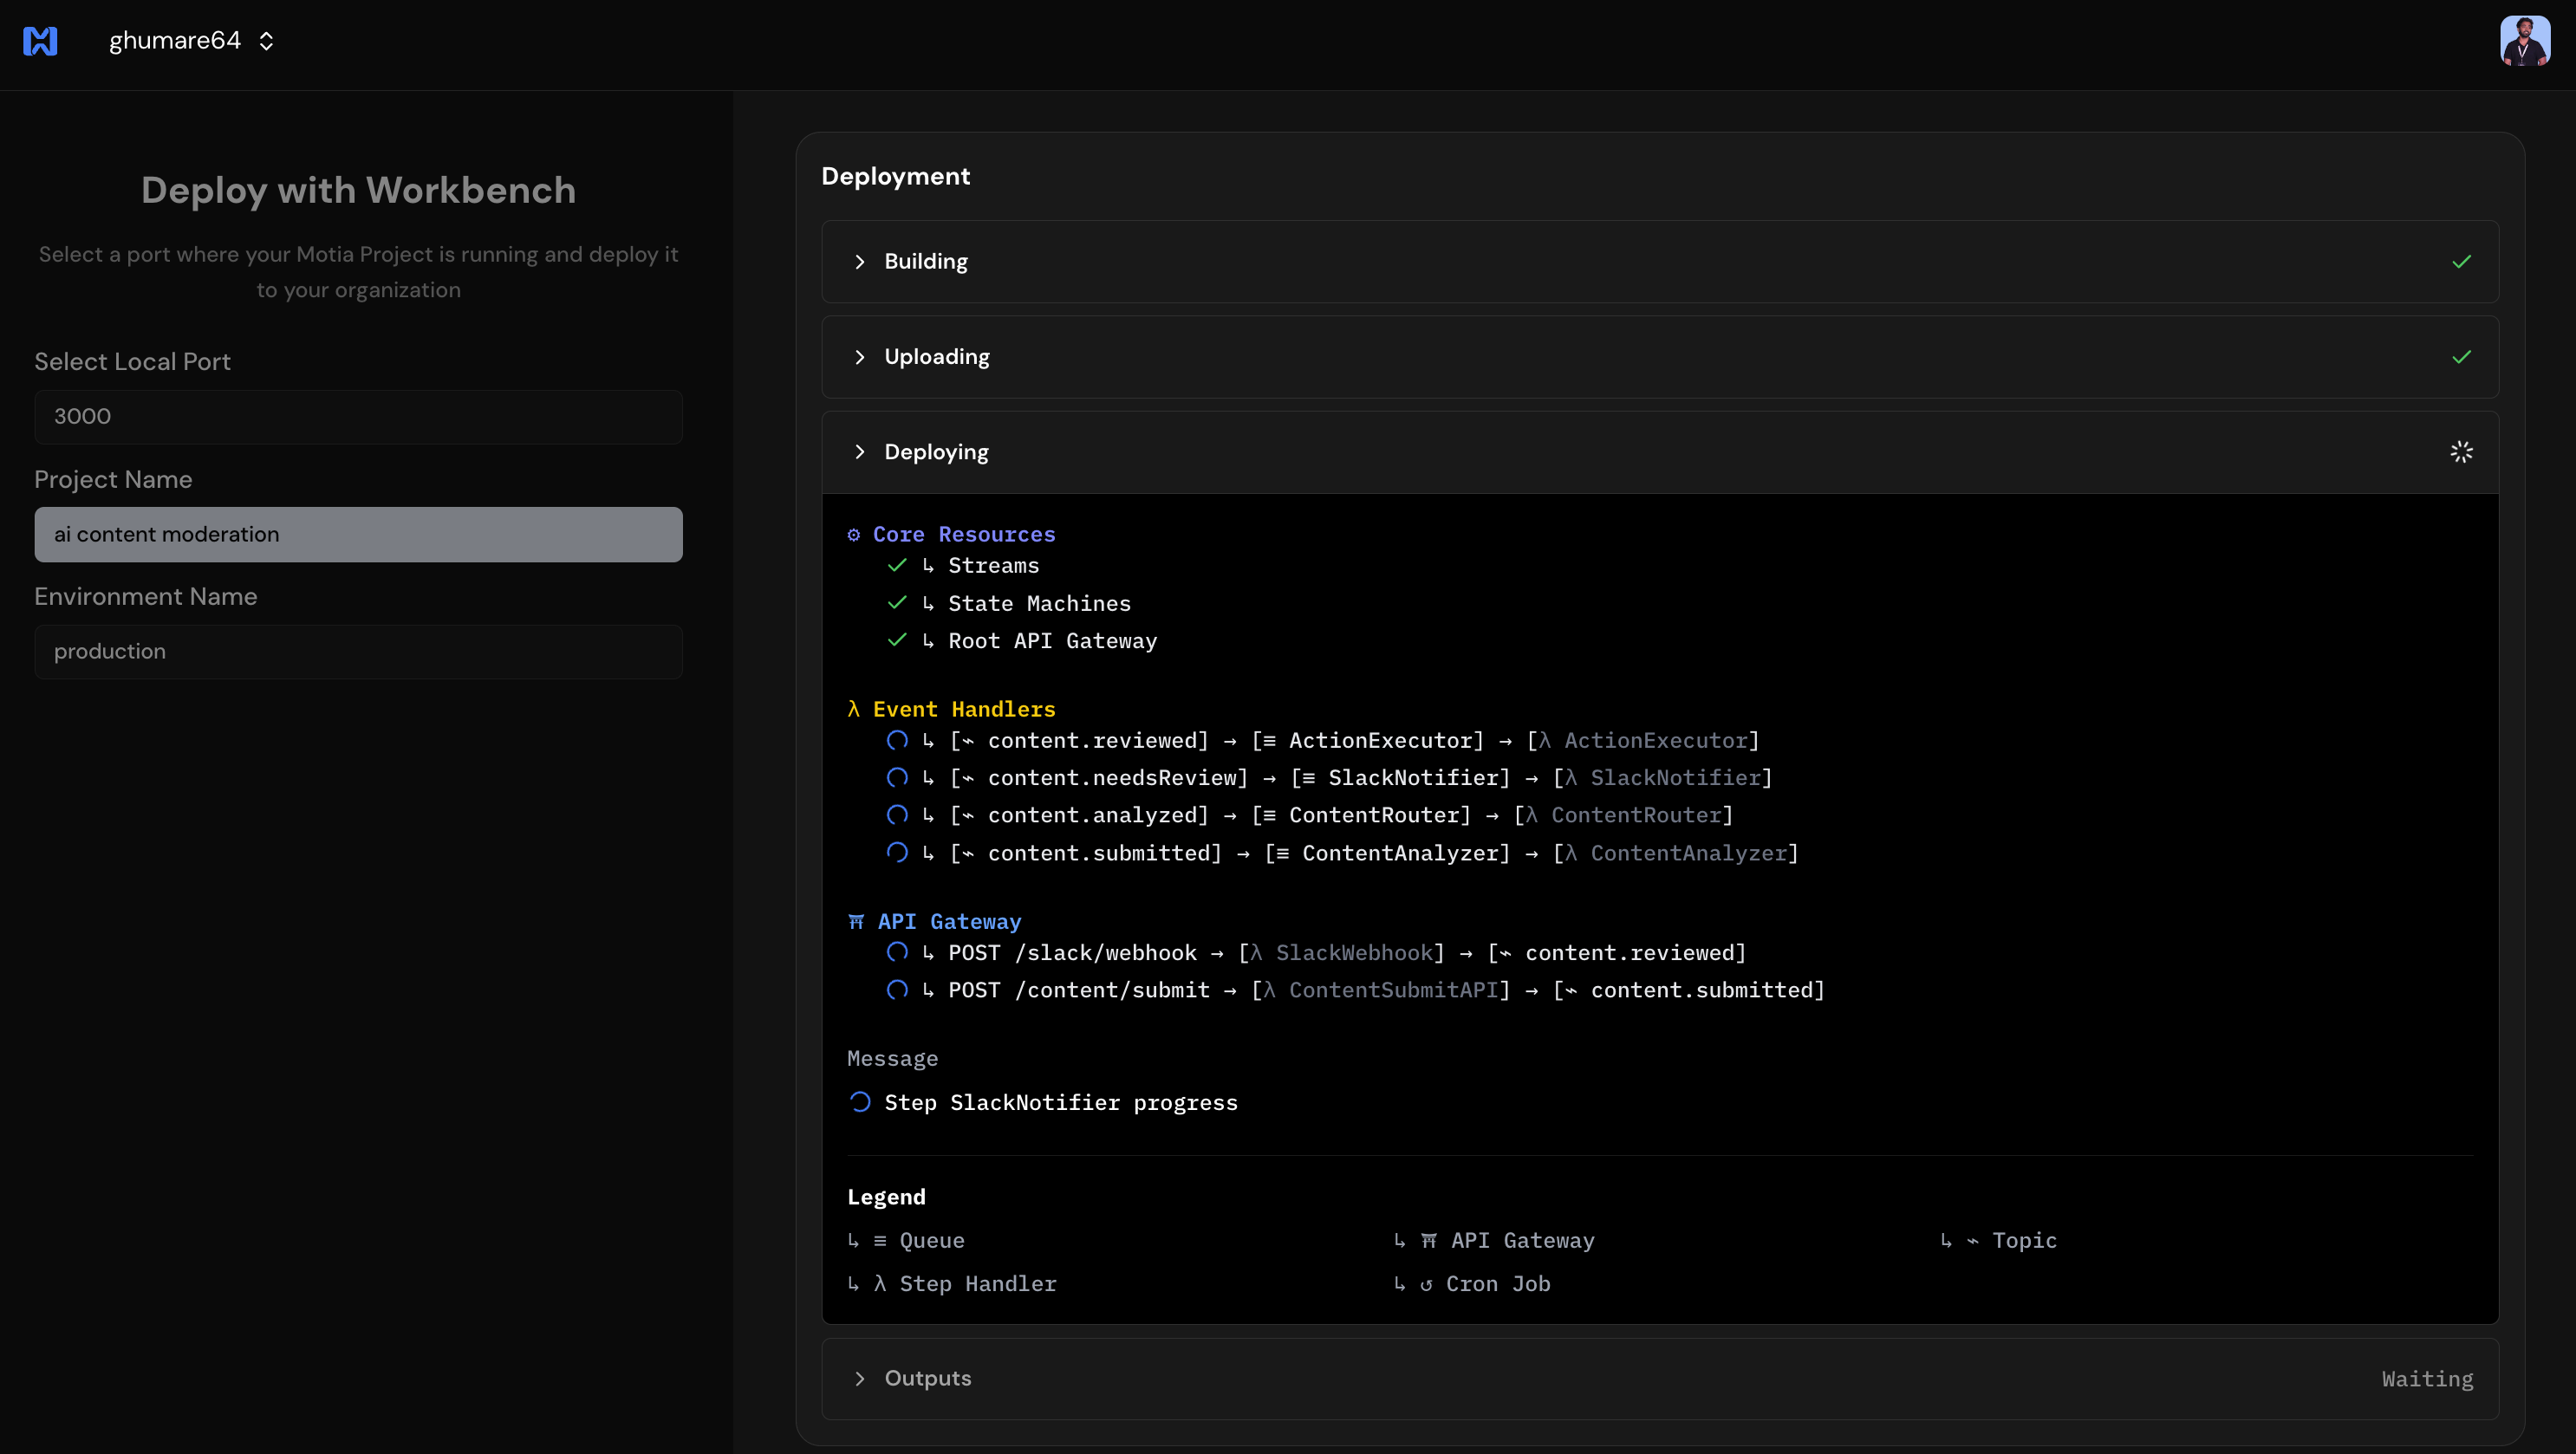 ghumare64
Deploy with Workbench
Select a port where your Motia Project is running and deploy it
to your organization
Select Local Port
3000
Project Name
ai content moderation
Environment Name
production
Deployment
Building
Uploading
Deploying
⚙ Core Resources
↳ Streams
↳ State Machines
↳ Root API Gateway
λ Event Handlers
↳ [⌁ content.reviewed] → [≡ ActionExecutor] → [λ ActionExecutor]
↳ [⌁ content.needsReview] → [≡ SlackNotifier] → [λ SlackNotifier]
↳ [⌁ content.analyzed] → [≡ ContentRouter] → [λ ContentRouter]
↳ [⌁ content.submitted] → [≡ ContentAnalyzer] → [λ ContentAnalyzer]
⛩ API Gateway
↳ POST /slack/webhook → [λ SlackWebhook] → [⌁ content.reviewed]
↳ POST /content/submit → [λ ContentSubmitAPI] → [⌁ content.submitted]
Message
Step SlackNotifier progress
Legend
↳ ≡ Queue
↳ ⛩ API Gateway
↳ ⌁ Topic
↳ λ Step Handler
↳ ↺ Cron Job
Outputs
Waiting